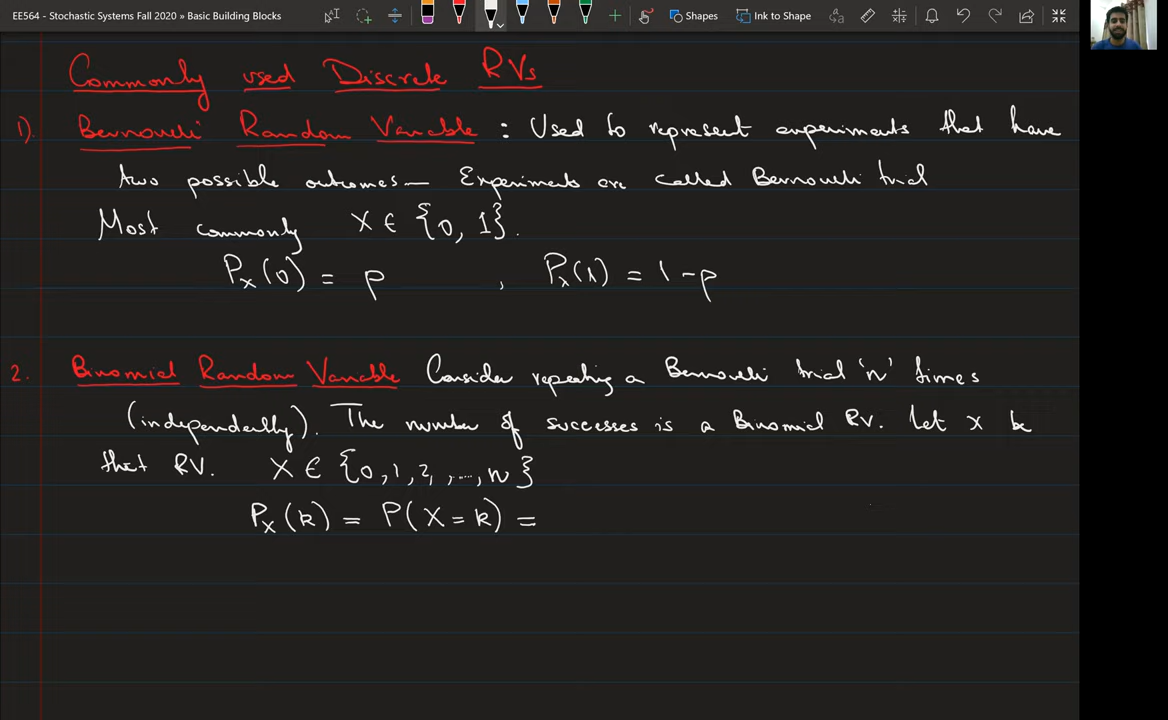 EE564 - Stochastic Systems Fall 2020 » Basic Building Blocks
Shapes
Ink to Shape
Commonly used Discrete RVs
1). Bernoulli Random Variable : Used to represent experiments that have
two possible outcomes — Experiments are called Bernoulli trial
Most commonly X ∈ {0, 1}.
Pₓ(0) = p , Pₓ(1) = 1 - p
2. Binomial Random Variable Consider repeating a Bernoulli trial 'n' times
(independently). The number of successes is a Binomial RV. Let X be
that RV. X ∈ {0, 1, 2, ..., n}
Pₓ(k) = P(X = k) =